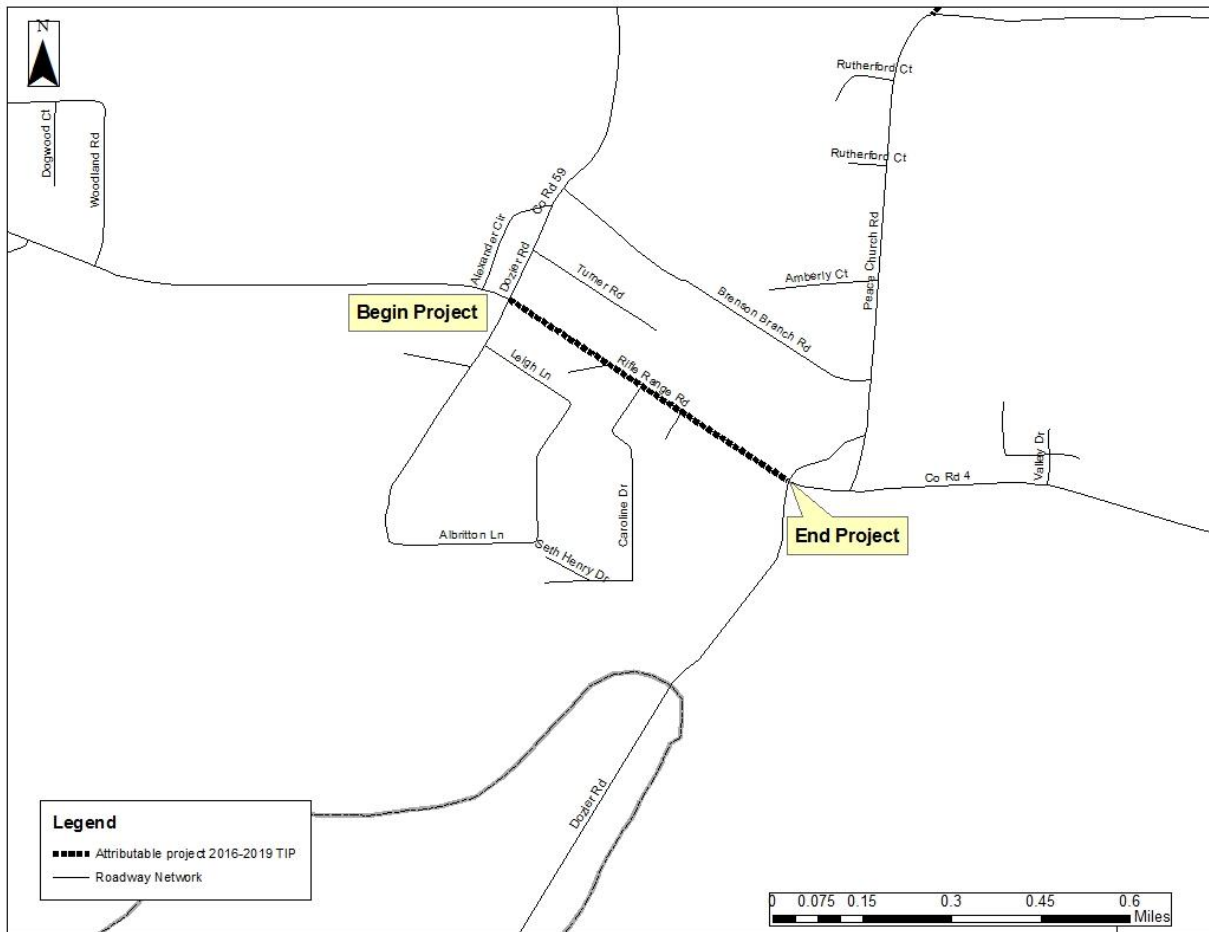 N
Rutherford Ct
Dogwood Ct
Woodland Rd
Rutherford Ct
Co Rd 59
Alexander Cir
Dozier Rd
Turner Rd
Amberly Ct
Peace Church Rd
Brenson Branch Rd
Begin Project
Leigh Ln
Rifle Range Rd
Valley Dr
Co Rd 4
Caroline Dr
Albritton Ln
Seth Henry Dr
End Project
Dozier Rd
Legend
Attributable project 2016-2019 TIP
Roadway Network
0 0.075 0.15 0.3 0.45 0.6
Miles